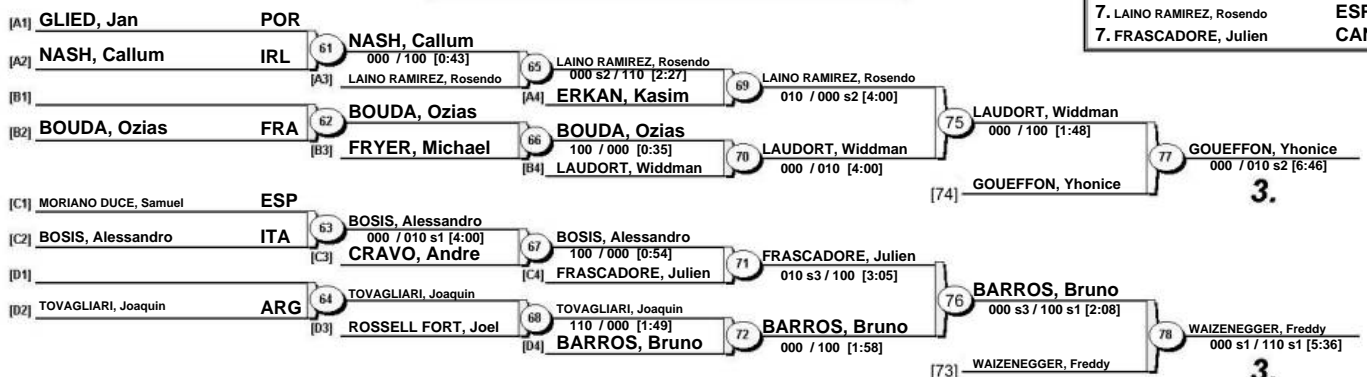 7. LAINO RAMIREZ, Rosendo ESP
7. FRASCADORE, Julien CAN
[A1] GLIED, Jan POR
[A2] NASH, Callum IRL
61
NASH, Callum
000 / 100 [0:43]
[A3] LAINO RAMIREZ, Rosendo
65
LAINO RAMIREZ, Rosendo
000 s2 / 110 [2:27]
[A4] ERKAN, Kasim
69
LAINO RAMIREZ, Rosendo
010 / 000 s2 [4:00]
[B1]
[B2] BOUDA, Ozias FRA
62
BOUDA, Ozias
[B3] FRYER, Michael
66
BOUDA, Ozias
100 / 000 [0:35]
[B4] LAUDORT, Widdman
70
LAUDORT, Widdman
000 / 010 [4:00]
75
LAUDORT, Widdman
000 / 100 [1:48]
[74] GOUEFFON, Yhonice
77
GOUEFFON, Yhonice
000 / 010 s2 [6:46]
3.
[C1] MORIANO DUCE, Samuel ESP
[C2] BOSIS, Alessandro ITA
63
BOSIS, Alessandro
000 / 010 s1 [4:00]
[C3] CRAVO, Andre
67
BOSIS, Alessandro
100 / 000 [0:54]
[C4] FRASCADORE, Julien
71
FRASCADORE, Julien
010 s3 / 100 [3:05]
[D1]
[D2] TOVAGLIARI, Joaquin ARG
64
TOVAGLIARI, Joaquin
[D3] ROSSELL FORT, Joel
68
TOVAGLIARI, Joaquin
110 / 000 [1:49]
[D4] BARROS, Bruno
72
BARROS, Bruno
000 / 100 [1:58]
76
BARROS, Bruno
000 s3 / 100 s1 [2:08]
[73] WAIZENEGGER, Freddy
78
WAIZENEGGER, Freddy
000 s1 / 110 s1 [5:36]
3.